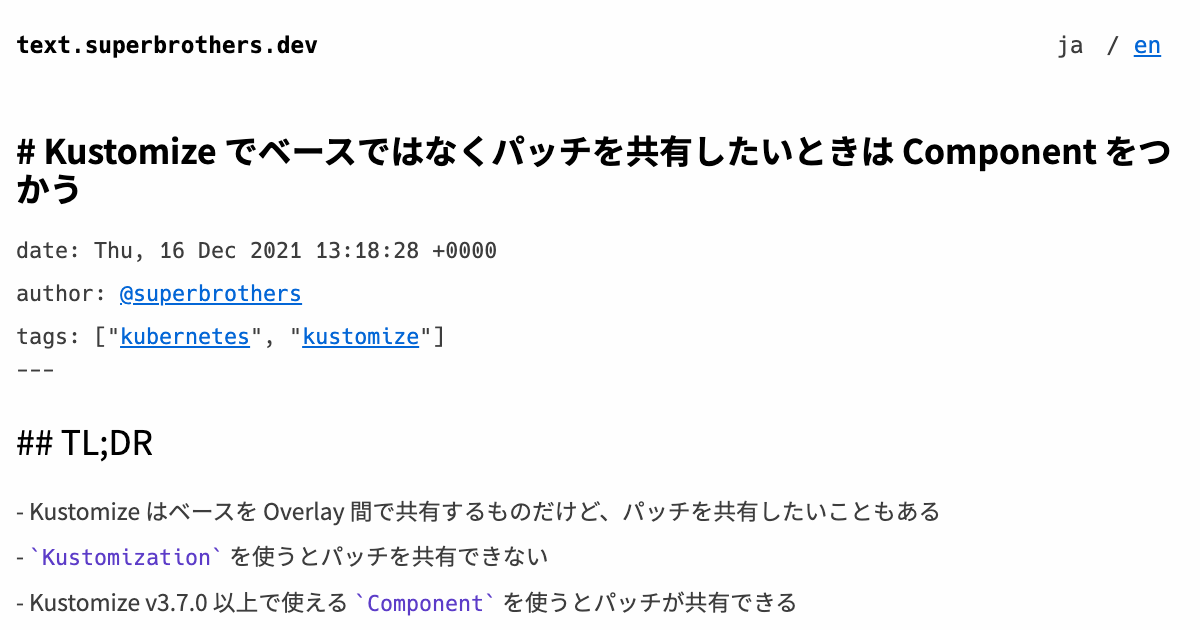 text.superbrothers.dev
ja / en
# Kustomize でベースではなくパッチを共有したいときは Component をつ
かう
date: Thu, 16 Dec 2021 13:18:28 +0000
author: @superbrothers
tags: ["kubernetes", "kustomize"]
---
## TL;DR
- Kustomize はベースを Overlay 間で共有するものだけど、パッチを共有したいこともある
- `Kustomization` を使うとパッチを共有できない
- Kustomize v3.7.0 以上で使える `Component` を使うとパッチが共有できる